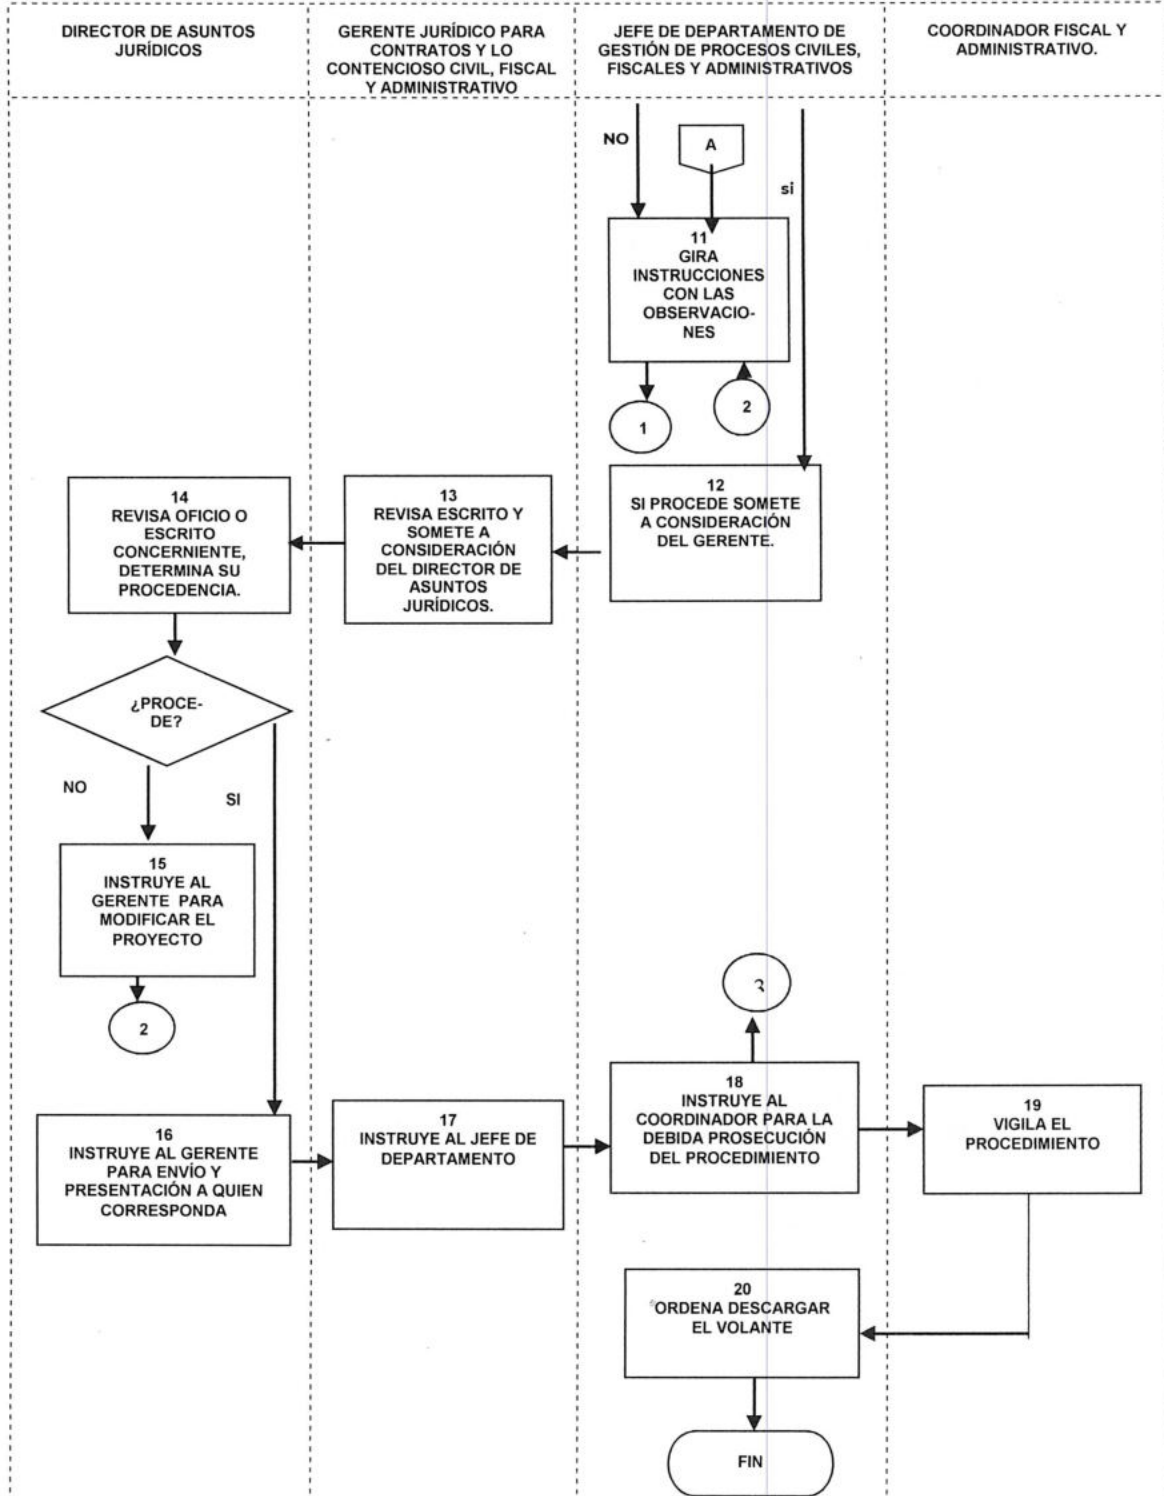 DIRECTOR DE ASUNTOS
JURÍDICOS
GERENTE JURÍDICO PARA
CONTRATOS Y LO
CONTENCIOSO CIVIL, FISCAL
Y ADMINISTRATIVO
JEFE DE DEPARTAMENTO DE
GESTIÓN DE PROCESOS CIVILES,
FISCALES Y ADMINISTRATIVOS
COORDINADOR FISCAL Y
ADMINISTRATIVO.
NO
A
si
11
GIRA
INSTRUCCIONES
CON LAS
OBSERVACIO-
NES
1
2
12
SI PROCEDE SOMETE
A CONSIDERACIÓN
DEL GERENTE.
13
REVISA ESCRITO Y
SOMETE A
CONSIDERACIÓN
DEL DIRECTOR DE
ASUNTOS
JURÍDICOS.
14
REVISA OFICIO O
ESCRITO
CONCERNIENTE,
DETERMINA SU
PROCEDENCIA.
¿PROCE-
DE?
NO
SI
15
INSTRUYE AL
GERENTE PARA
MODIFICAR EL
PROYECTO
2
3
16
INSTRUYE AL GERENTE
PARA ENVÍO Y
PRESENTACIÓN A QUIEN
CORRESPONDA
17
INSTRUYE AL JEFE DE
DEPARTAMENTO
18
INSTRUYE AL
COORDINADOR PARA LA
DEBIDA PROSECUCIÓN
DEL PROCEDIMIENTO
19
VIGILA EL
PROCEDIMIENTO
20
ORDENA DESCARGAR
EL VOLANTE
FIN